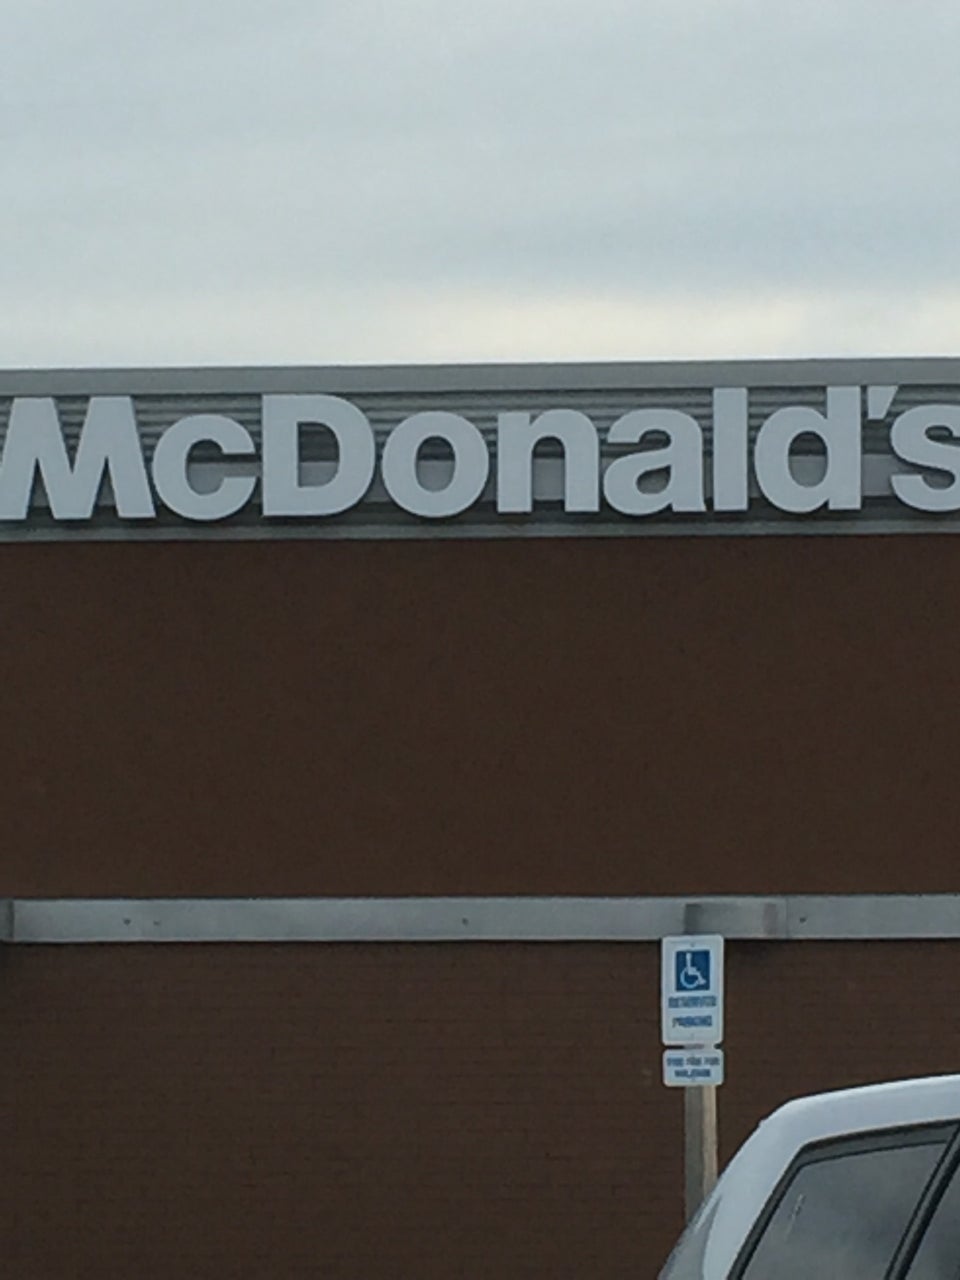 McDonald's
RESERVED
PARKING